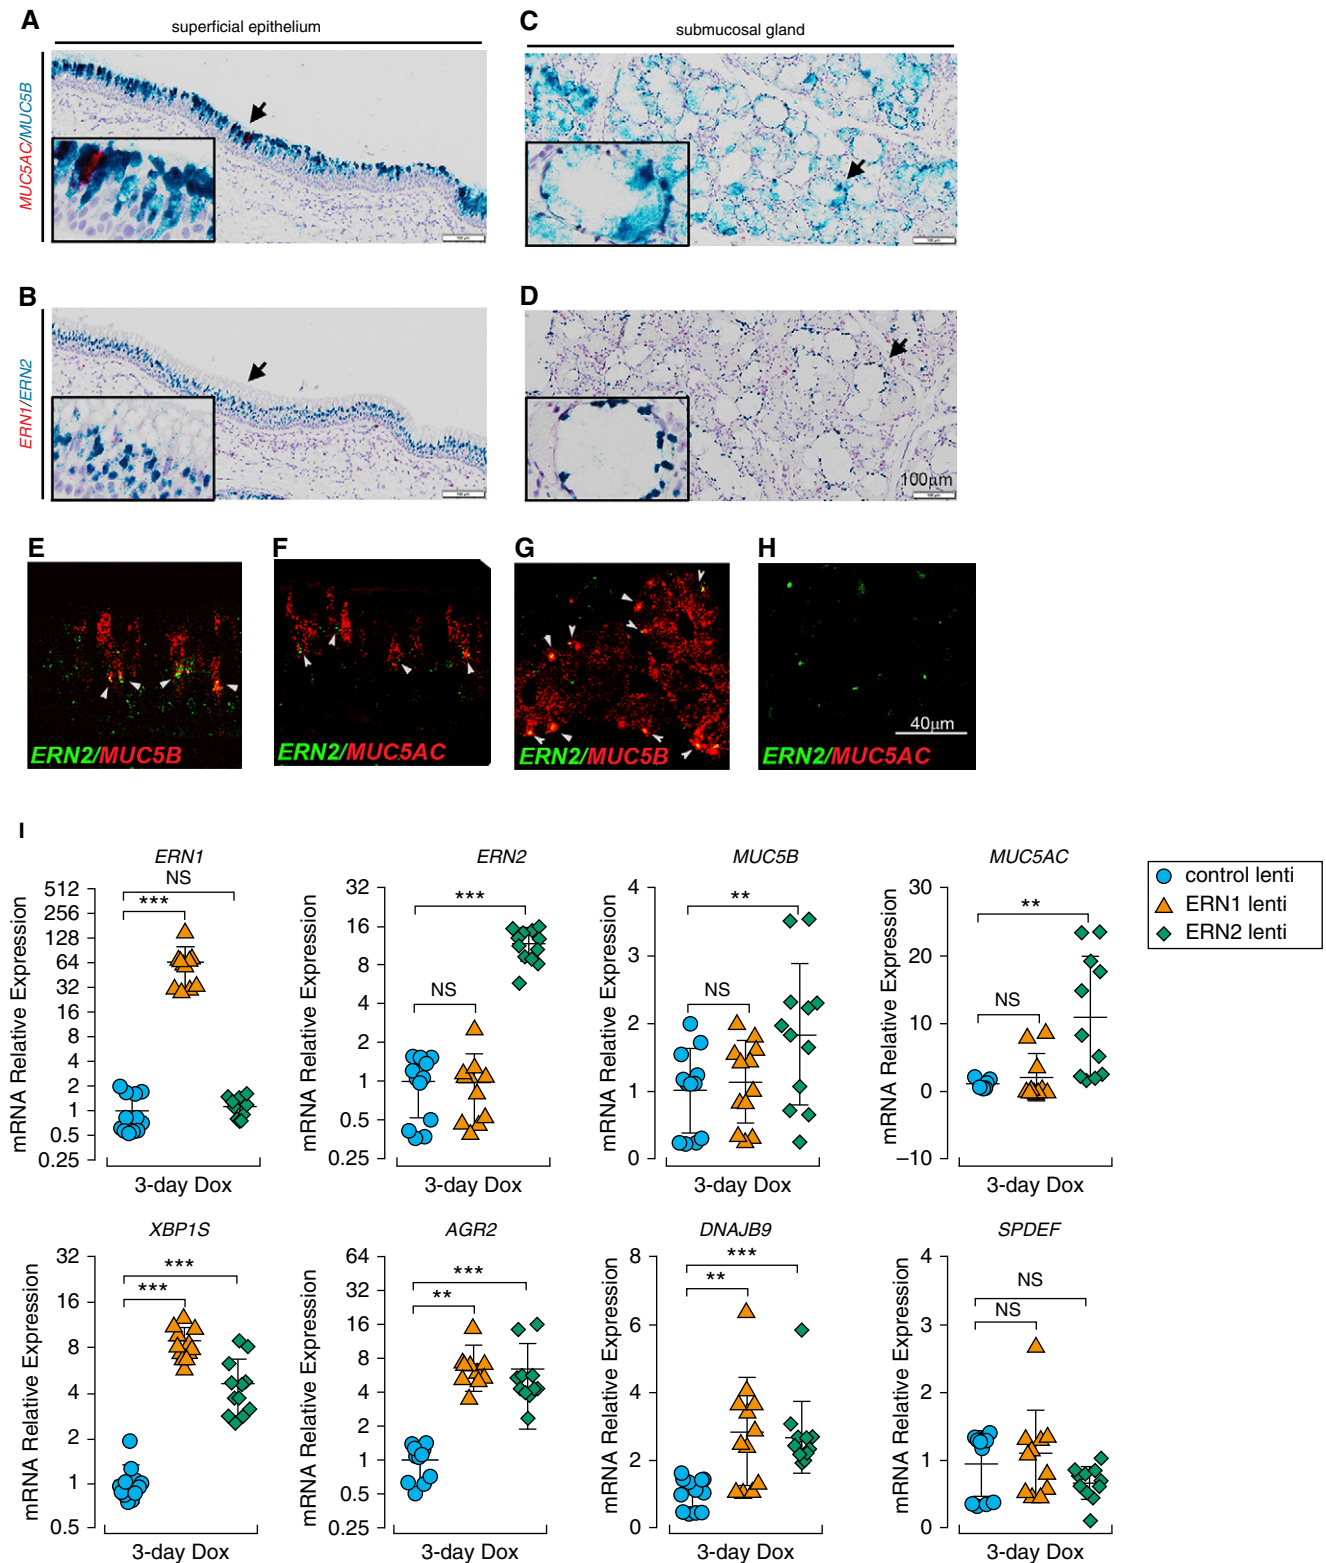 A
superficial epithelium
C
submucosal gland
MUC5AC/MUC5B
B
D
ERN1/ERN2
100µm
E
F
G
H
ERN2/MUC5B
ERN2/MUC5AC
ERN2/MUC5B
40µm
ERN2/MUC5AC
I
ERN1
NS
***
mRNA Relative Expression
512
256
128
64
32
16
8
4
2
1
0.5
0.25
3-day Dox
ERN2
***
NS
mRNA Relative Expression
32
16
8
4
2
1
0.5
0.25
3-day Dox
MUC5B
**
NS
mRNA Relative Expression
4
3
2
1
0
3-day Dox
MUC5AC
**
NS
mRNA Relative Expression
30
20
10
0
–10
3-day Dox
control lenti
ERN1 lenti
ERN2 lenti
XBP1S
***
***
mRNA Relative Expression
32
16
8
4
2
1
0.5
3-day Dox
AGR2
***
**
mRNA Relative Expression
64
32
16
8
4
2
1
0.5
0.25
3-day Dox
DNAJB9
***
**
mRNA Relative Expression
8
6
4
2
0
3-day Dox
SPDEF
NS
NS
mRNA Relative Expression
4
3
2
1
0
3-day Dox